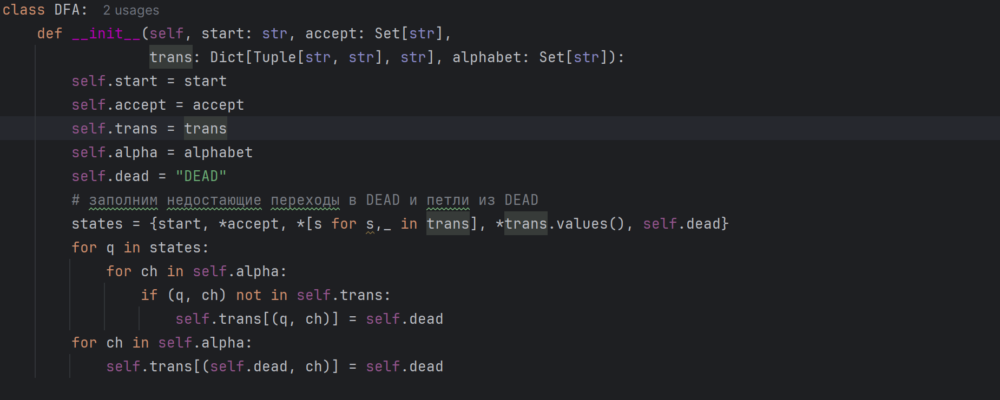 class DFA: 2 usages
    def __init__(self, start: str, accept: Set[str],
                 trans: Dict[Tuple[str, str], str], alphabet: Set[str]):
        self.start = start
        self.accept = accept
        self.trans = trans
        self.alpha = alphabet
        self.dead = "DEAD"
        # заполним недостающие переходы в DEAD и петли из DEAD
        states = {start, *accept, *[s for s,_ in trans], *trans.values(), self.dead}
        for q in states:
            for ch in self.alpha:
                if (q, ch) not in self.trans:
                    self.trans[(q, ch)] = self.dead
        for ch in self.alpha:
            self.trans[(self.dead, ch)] = self.dead